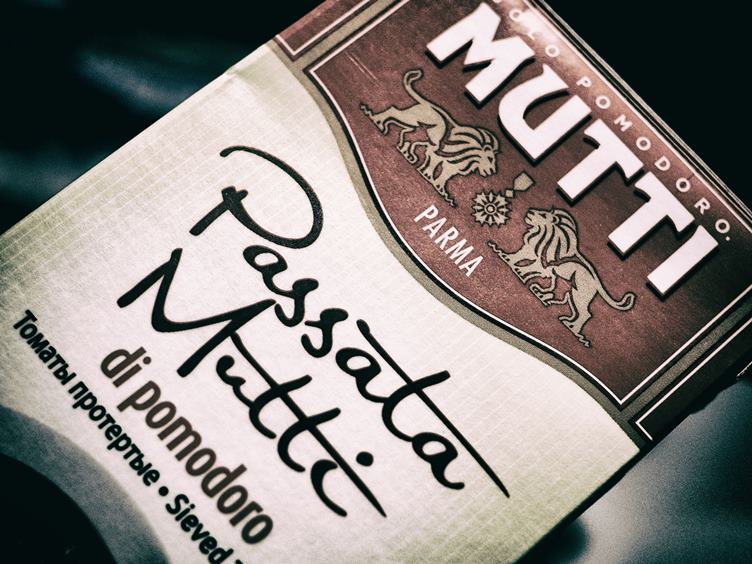 SOLO POMODORO.
MUTTI
PARMA
Passata
Mutti
di pomodoro
Томаты протертые • Sieved